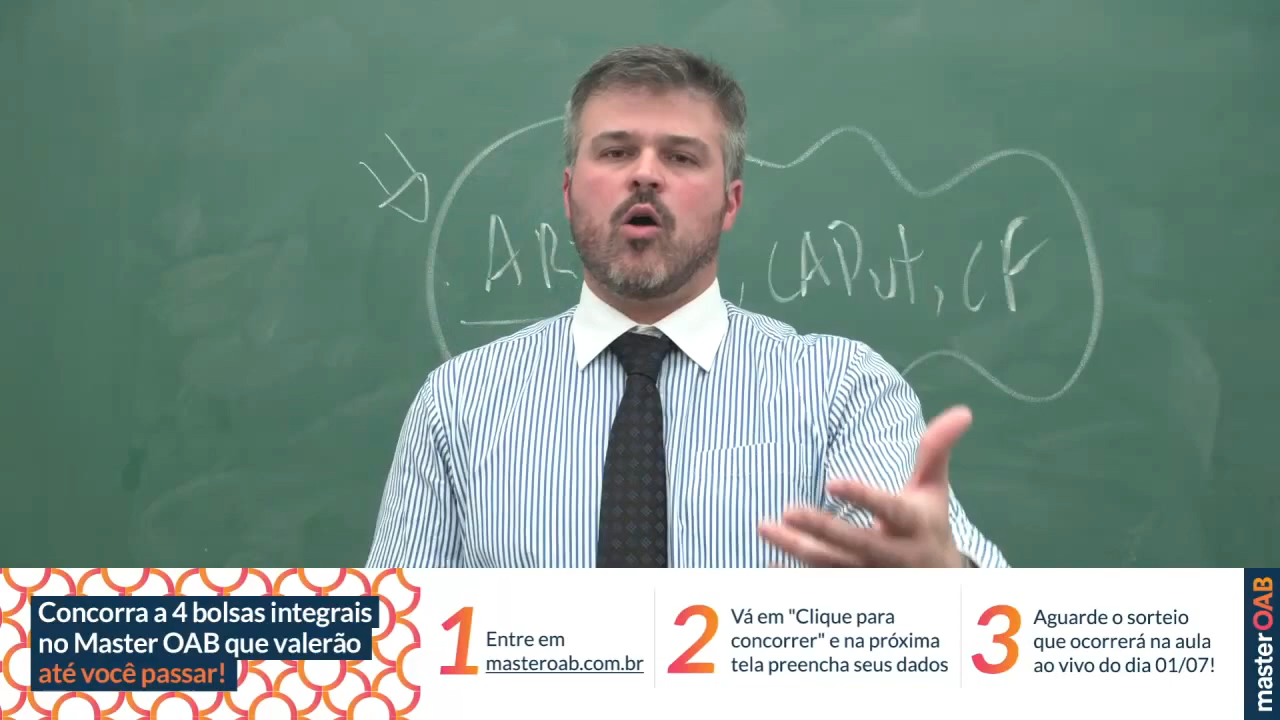 AR
, CAPut, CF
Concorra a 4 bolsas integrais
no Master OAB que valerão
até você passar!
1
Entre em
masteroab.com.br
2
Vá em "Clique para
concorrer" e na próxima
tela preencha seus dados
3
Aguarde o sorteio
que ocorrerá na aula
ao vivo do dia 01/07!
masterOAB